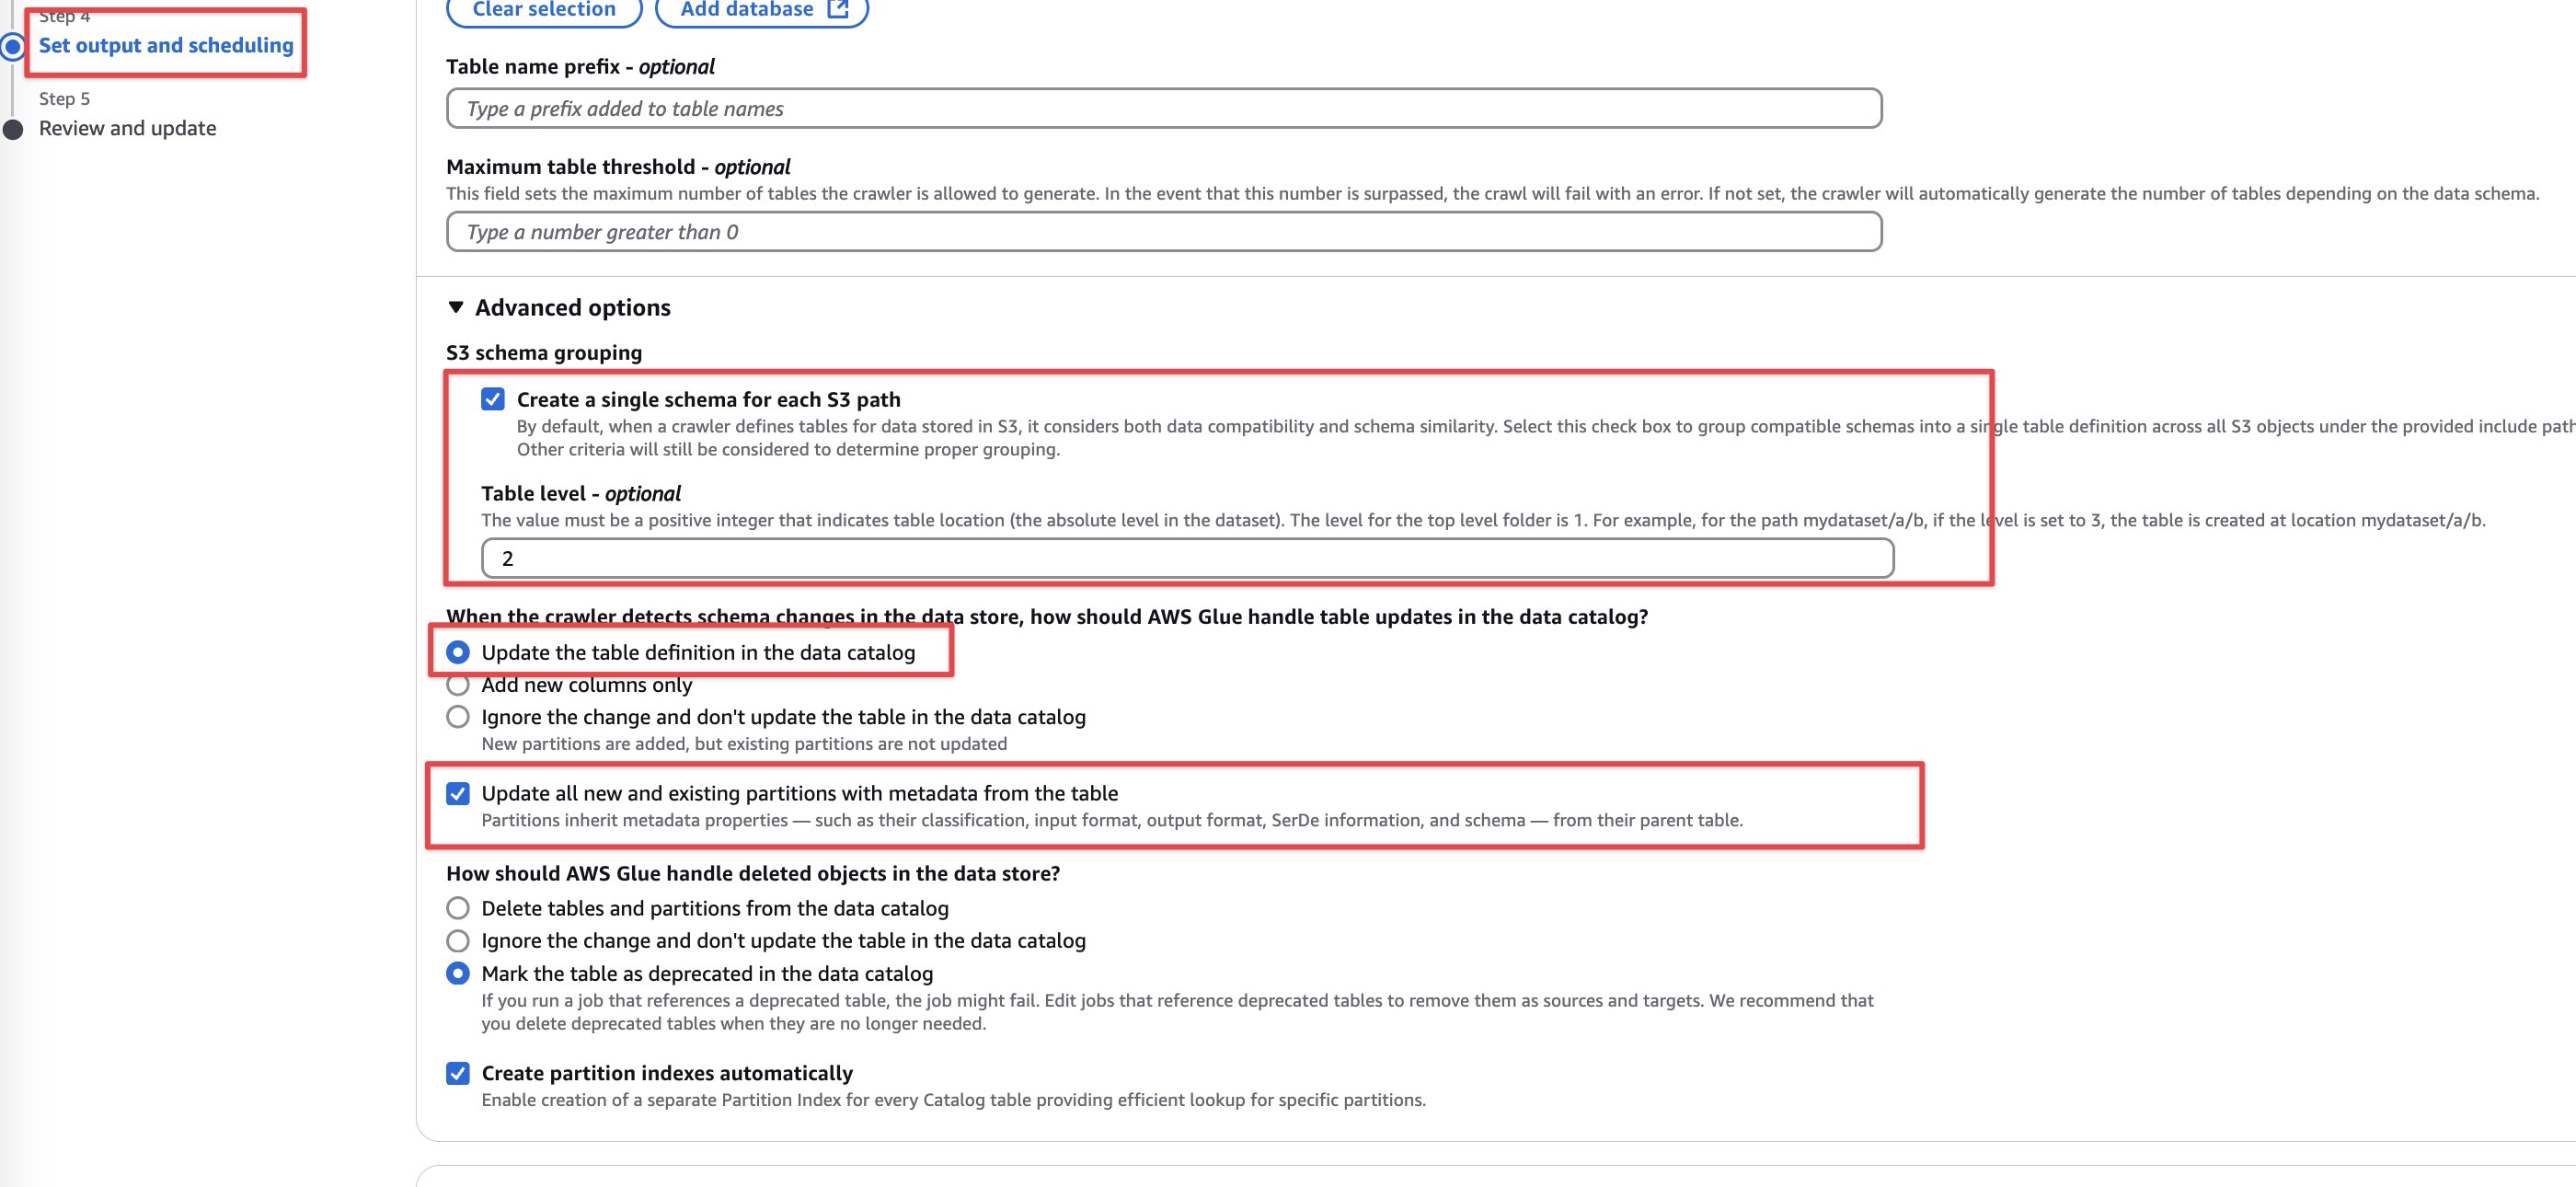 Step 4
Set output and scheduling
Step 5
Review and update
Clear selection
Add database
Table name prefix - optional
Type a prefix added to table names
Maximum table threshold - optional
This field sets the maximum number of tables the crawler is allowed to generate. In the event that this number is surpassed, the crawl will fail with an error. If not set, the crawler will automatically generate the number of tables depending on the data schema.
Type a number greater than 0
Advanced options
S3 schema grouping
Create a single schema for each S3 path
By default, when a crawler defines tables for data stored in S3, it considers both data compatibility and schema similarity. Select this check box to group compatible schemas into a single table definition across all S3 objects under the provided include path
Other criteria will still be considered to determine proper grouping.
Table level - optional
The value must be a positive integer that indicates table location (the absolute level in the dataset). The level for the top level folder is 1. For example, for the path mydataset/a/b, if the level is set to 3, the table is created at location mydataset/a/b.
2
When the crawler detects schema changes in the data store, how should AWS Glue handle table updates in the data catalog?
Update the table definition in the data catalog
Add new columns only
Ignore the change and don't update the table in the data catalog
New partitions are added, but existing partitions are not updated
Update all new and existing partitions with metadata from the table
Partitions inherit metadata properties — such as their classification, input format, output format, SerDe information, and schema — from their parent table.
How should AWS Glue handle deleted objects in the data store?
Delete tables and partitions from the data catalog
Ignore the change and don't update the table in the data catalog
Mark the table as deprecated in the data catalog
If you run a job that references a deprecated table, the job might fail. Edit jobs that reference deprecated tables to remove them as sources and targets. We recommend that
you delete deprecated tables when they are no longer needed.
Create partition indexes automatically
Enable creation of a separate Partition Index for every Catalog table providing efficient lookup for specific partitions.